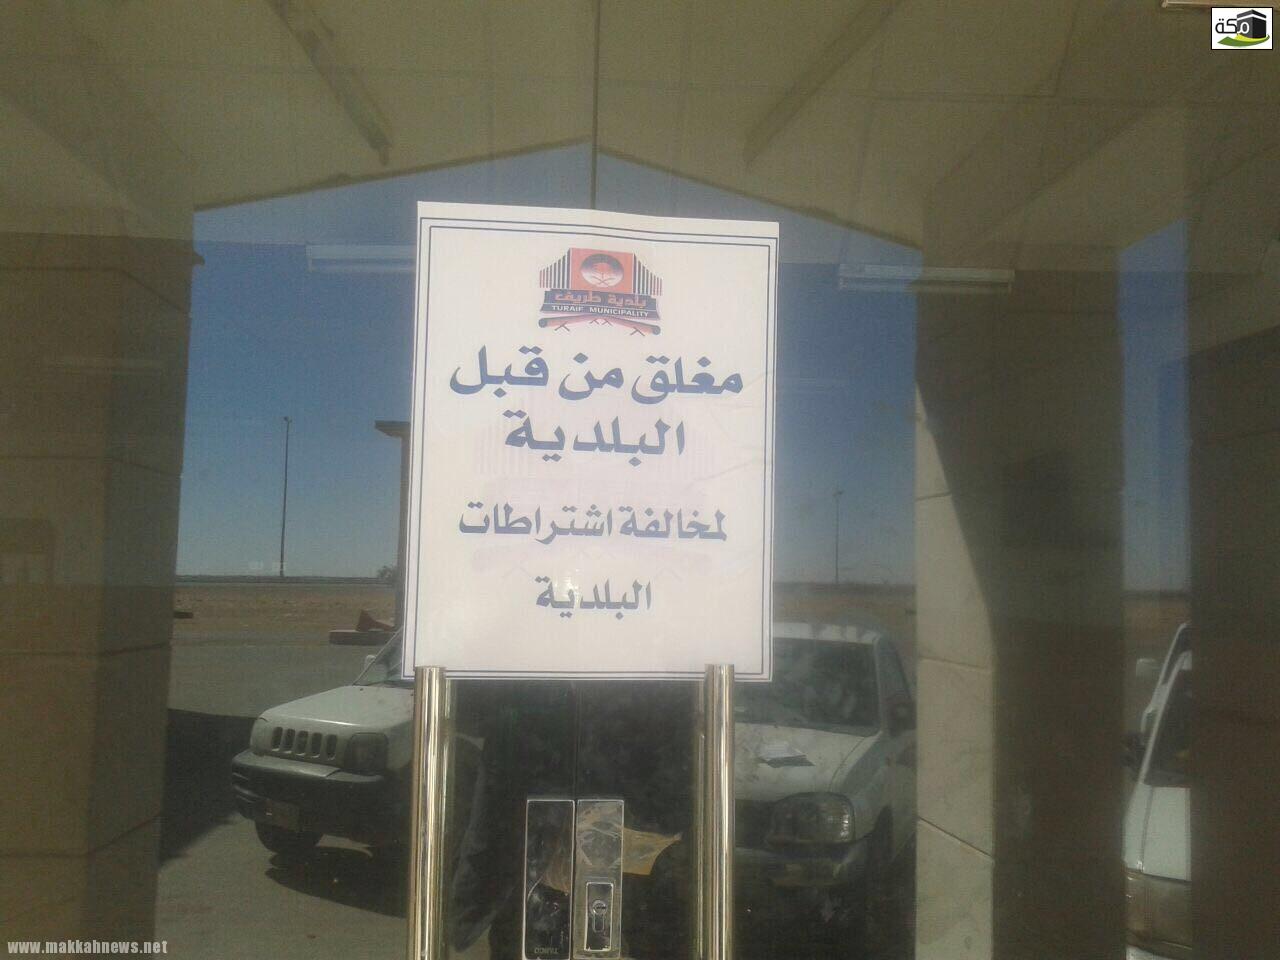 مكة
بلدية طريف
TURAIF MUNICIPALITY
مغلق من قبل
البلدية
لمخالفة اشتراطات
البلدية
www.makkahnews.net